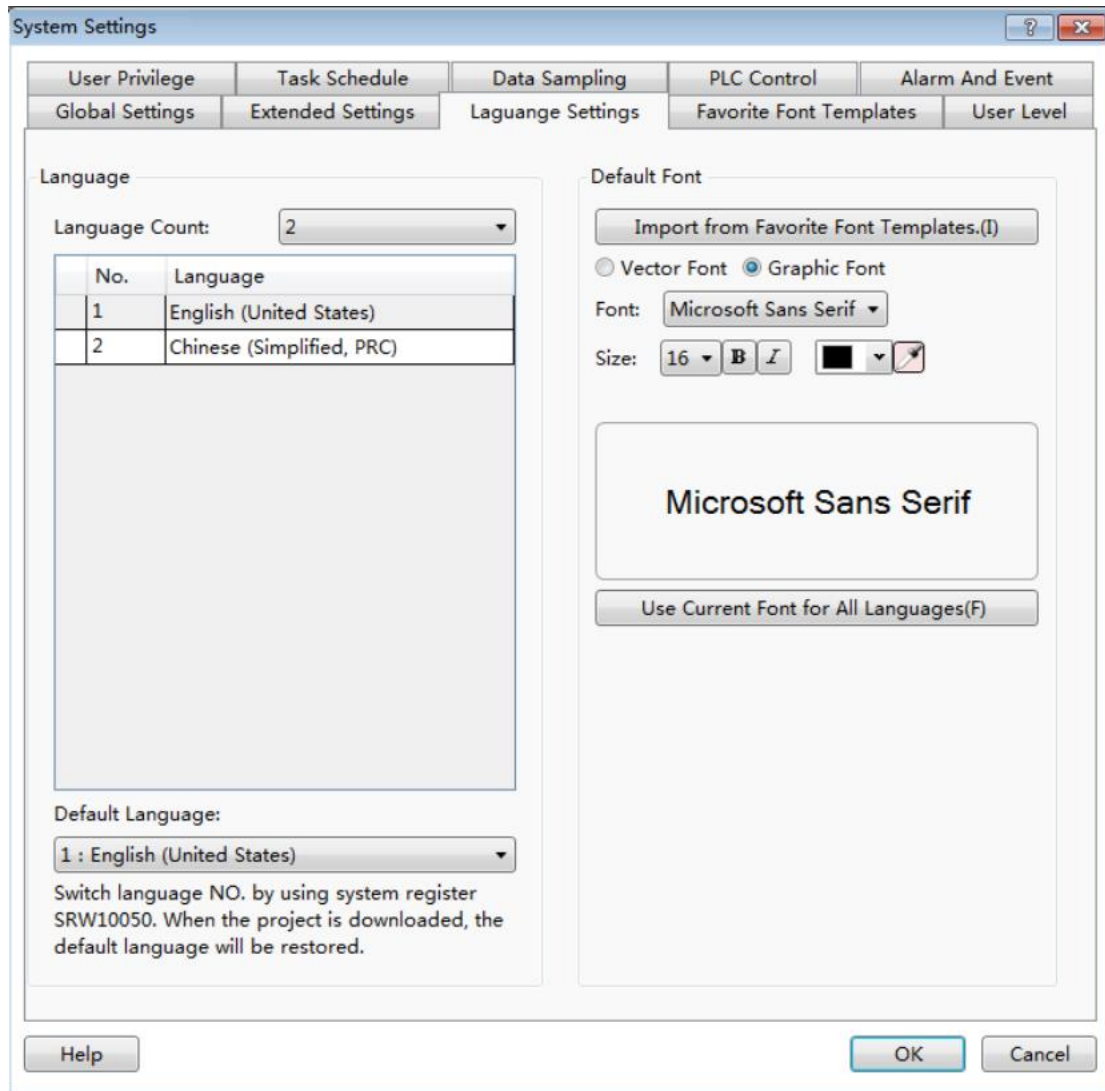 System Settings
User Privilege Task Schedule Data Sampling PLC Control Alarm And Event
Global Settings Extended Settings Laguange Settings Favorite Font Templates User Level
Language
Language Count: 2
No. Language
1 English (United States)
2 Chinese (Simplified, PRC)
Default Language:
1 : English (United States)
Switch language NO. by using system register
SRW10050. When the project is downloaded, the
default language will be restored.
Default Font
Import from Favorite Font Templates.(I)
Vector Font Graphic Font
Font: Microsoft Sans Serif
Size: 16 B I
Microsoft Sans Serif
Use Current Font for All Languages(F)
Help OK Cancel